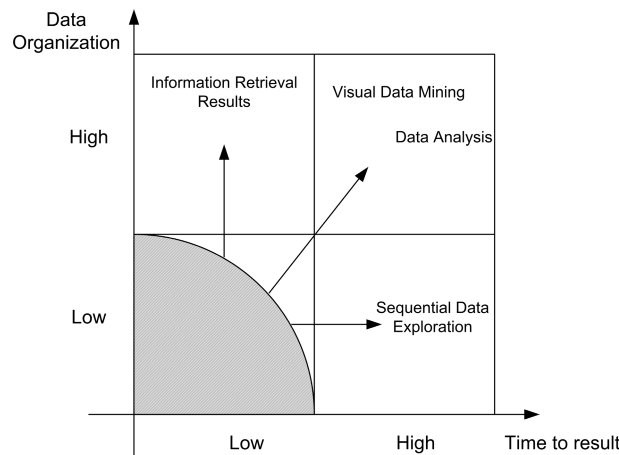 Data
Organization
Information Retrieval
Results
Visual Data Mining
High
Data Analysis
Low
Sequential Data
Exploration
Low
High
Time to result